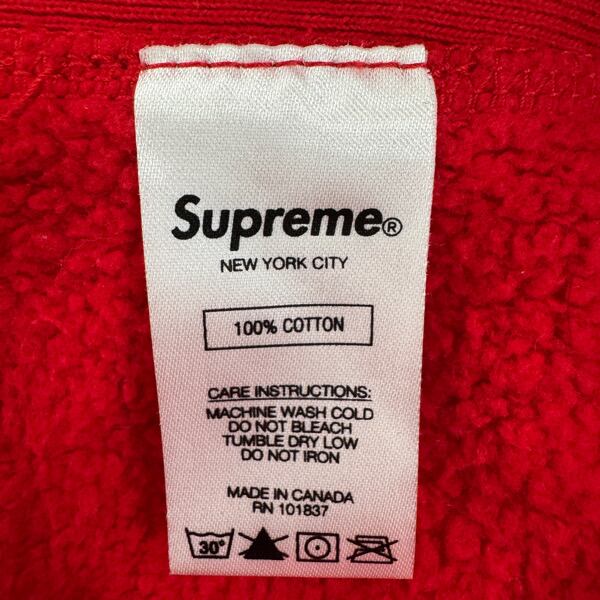 Supreme®
NEW YORK CITY
100% COTTON
CARE INSTRUCTIONS:
MACHINE WASH COLD
DO NOT BLEACH
TUMBLE DRY LOW
DO NOT IRON
MADE IN CANADA
RN 101837
30°